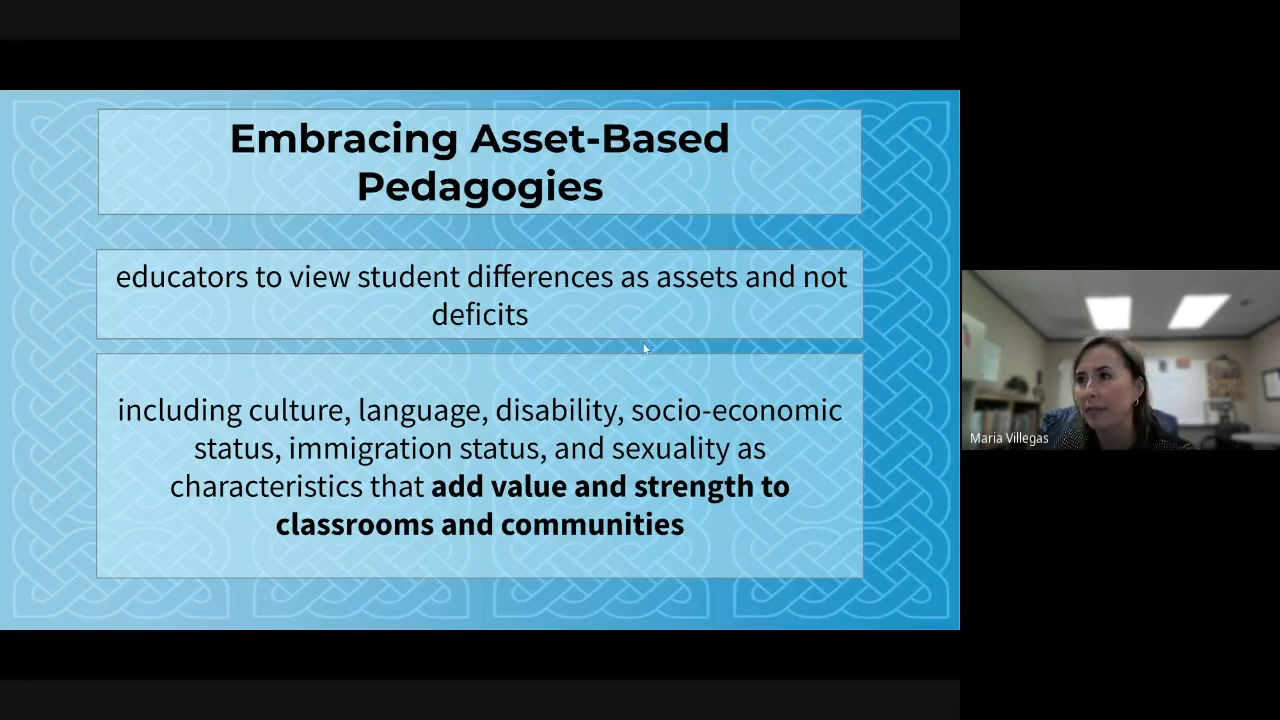 Embracing Asset-Based
Pedagogies
educators to view student differences as assets and not
deficits
including culture, language, disability, socio-economic
status, immigration status, and sexuality as
characteristics that add value and strength to
classrooms and communities
Maria Villegas